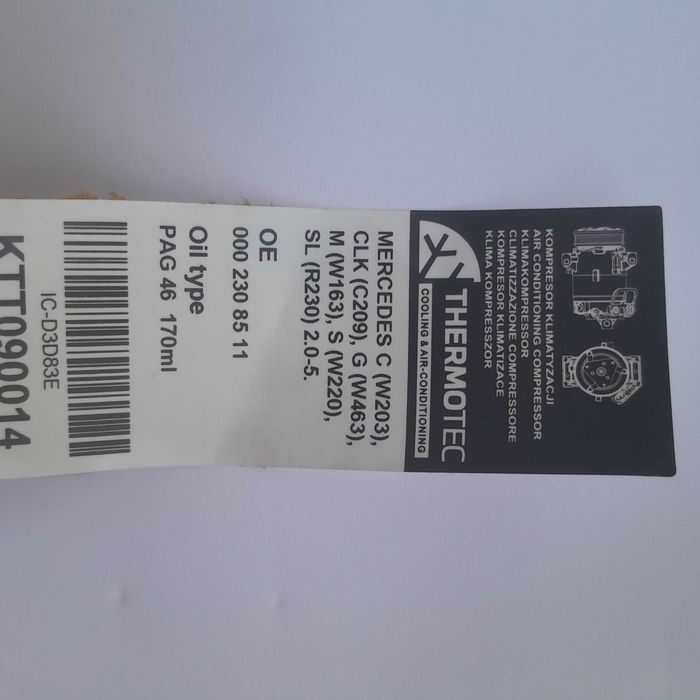 KOMPRESOR KLIMATYZACJI
AIR CONDITIONING COMPRESSOR
KLIMAKOMPRESSOR
CLIMATIZZAZIONE COMPRESSORE
KOMPRESOR KLIMATIZACE
KLIMA KOMPRESSZOR
THERMOTEC
COOLING & AIR-CONDITIONING
MERCEDES C (W203),
CLK (C209), G (W463),
M (W163), S (W220),
SL (R230) 2.0-5.
OE
000 230 85 11
Oil type
PAG 46 170ml
IC-D3D83E
KTT090014